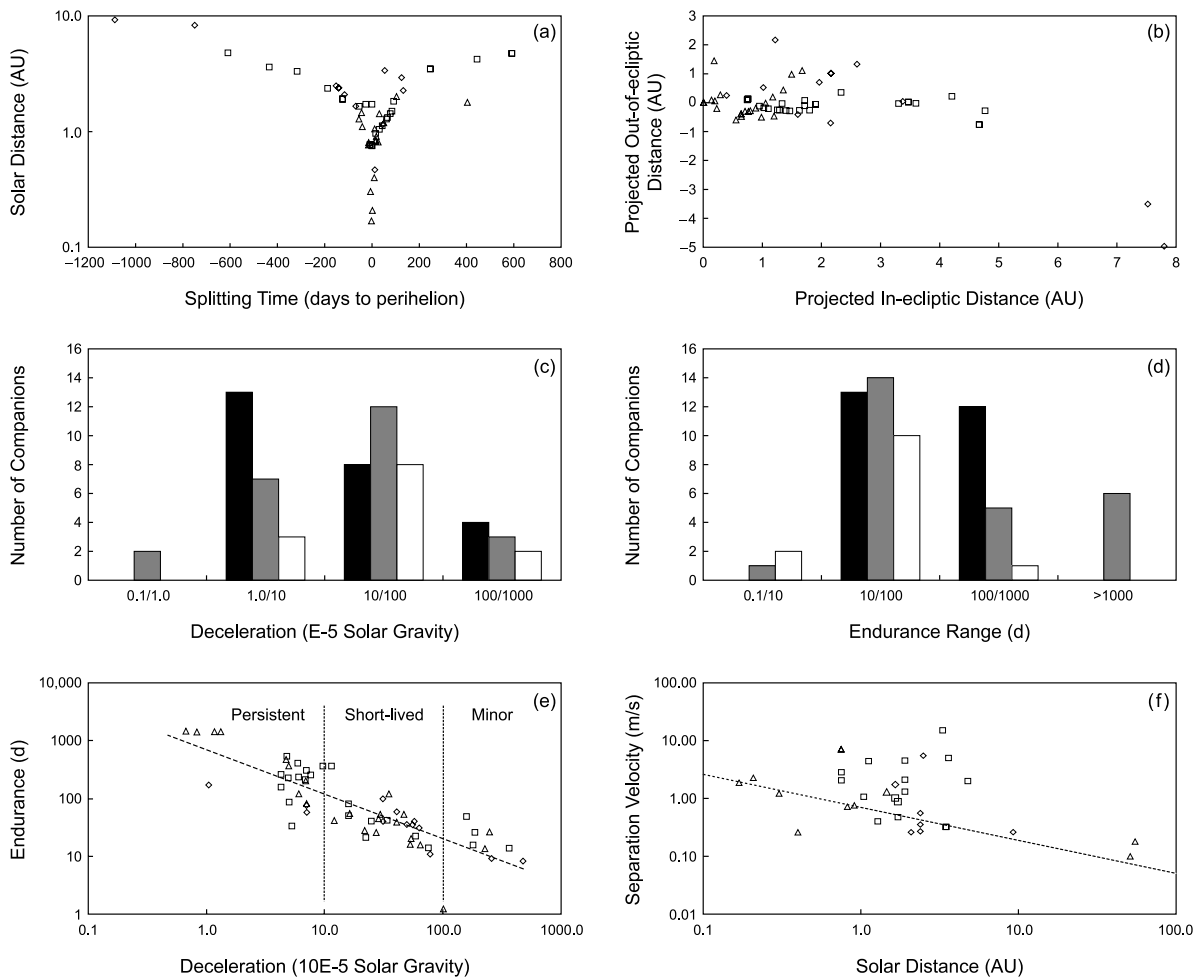 (a)
Solar Distance (AU)
10.0
1.0
0.1
–1200 –1000 –800 –600 –400 –200 0 200 400 600 800
Splitting Time (days to perihelion)
(b)
Projected Out-of-ecliptic
Distance (AU)
3
2
1
0
–1
–2
–3
–4
–5
0 1 2 3 4 5 6 7 8
Projected In-ecliptic Distance (AU)
(c)
Number of Companions
16
14
12
10
8
6
4
2
0
0.1/1.0 1.0/10 10/100 100/1000
Deceleration (E-5 Solar Gravity)
(d)
Number of Companions
16
14
12
10
8
6
4
2
0
0.1/10 10/100 100/1000 >1000
Endurance Range (d)
(e)
Persistent Short-lived Minor
Endurance (d)
10,000
1000
100
10
1
0.1 1.0 10.0 100.0 1000.0
Deceleration (10E-5 Solar Gravity)
(f)
Separation Velocity (m/s)
100.00
10.00
1.00
0.10
0.01
0.1 1.0 10.0 100.0
Solar Distance (AU)